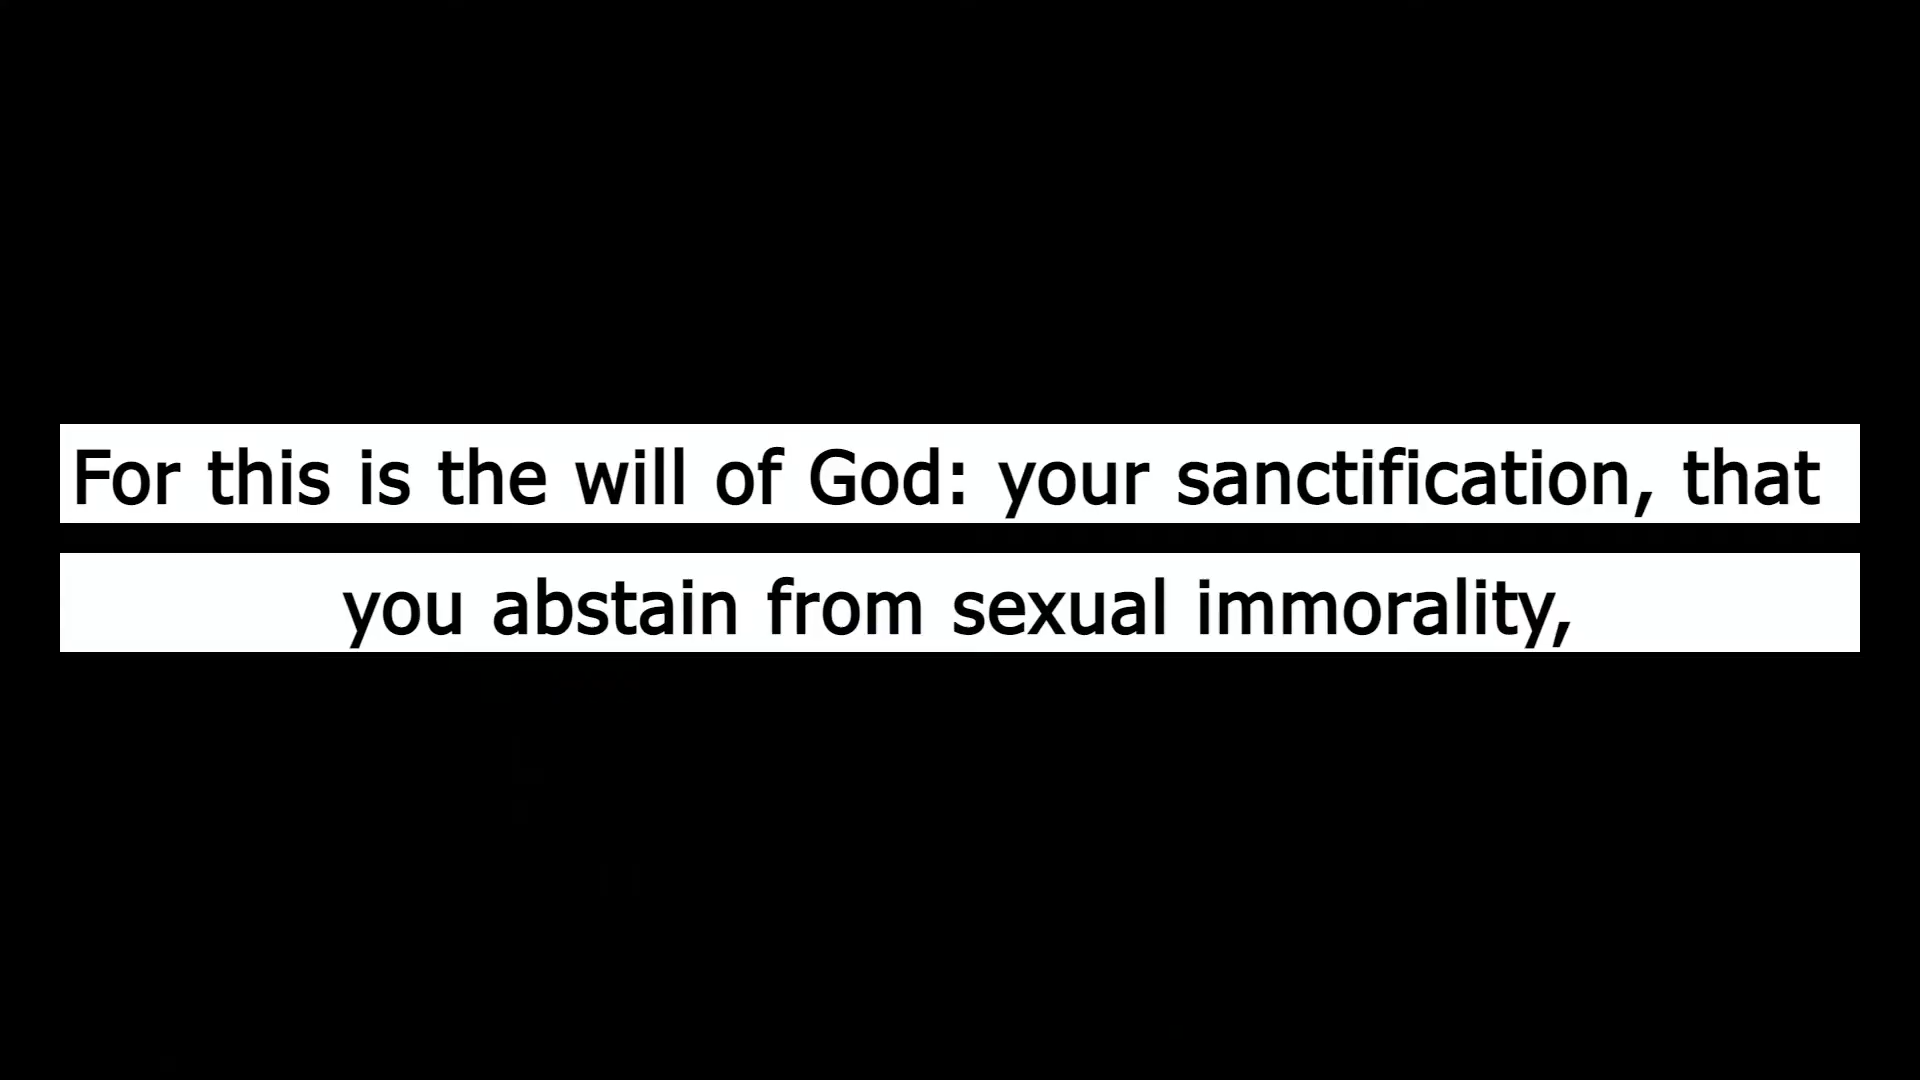 For this is the will of God: your sanctification, that
you abstain from sexual immorality,